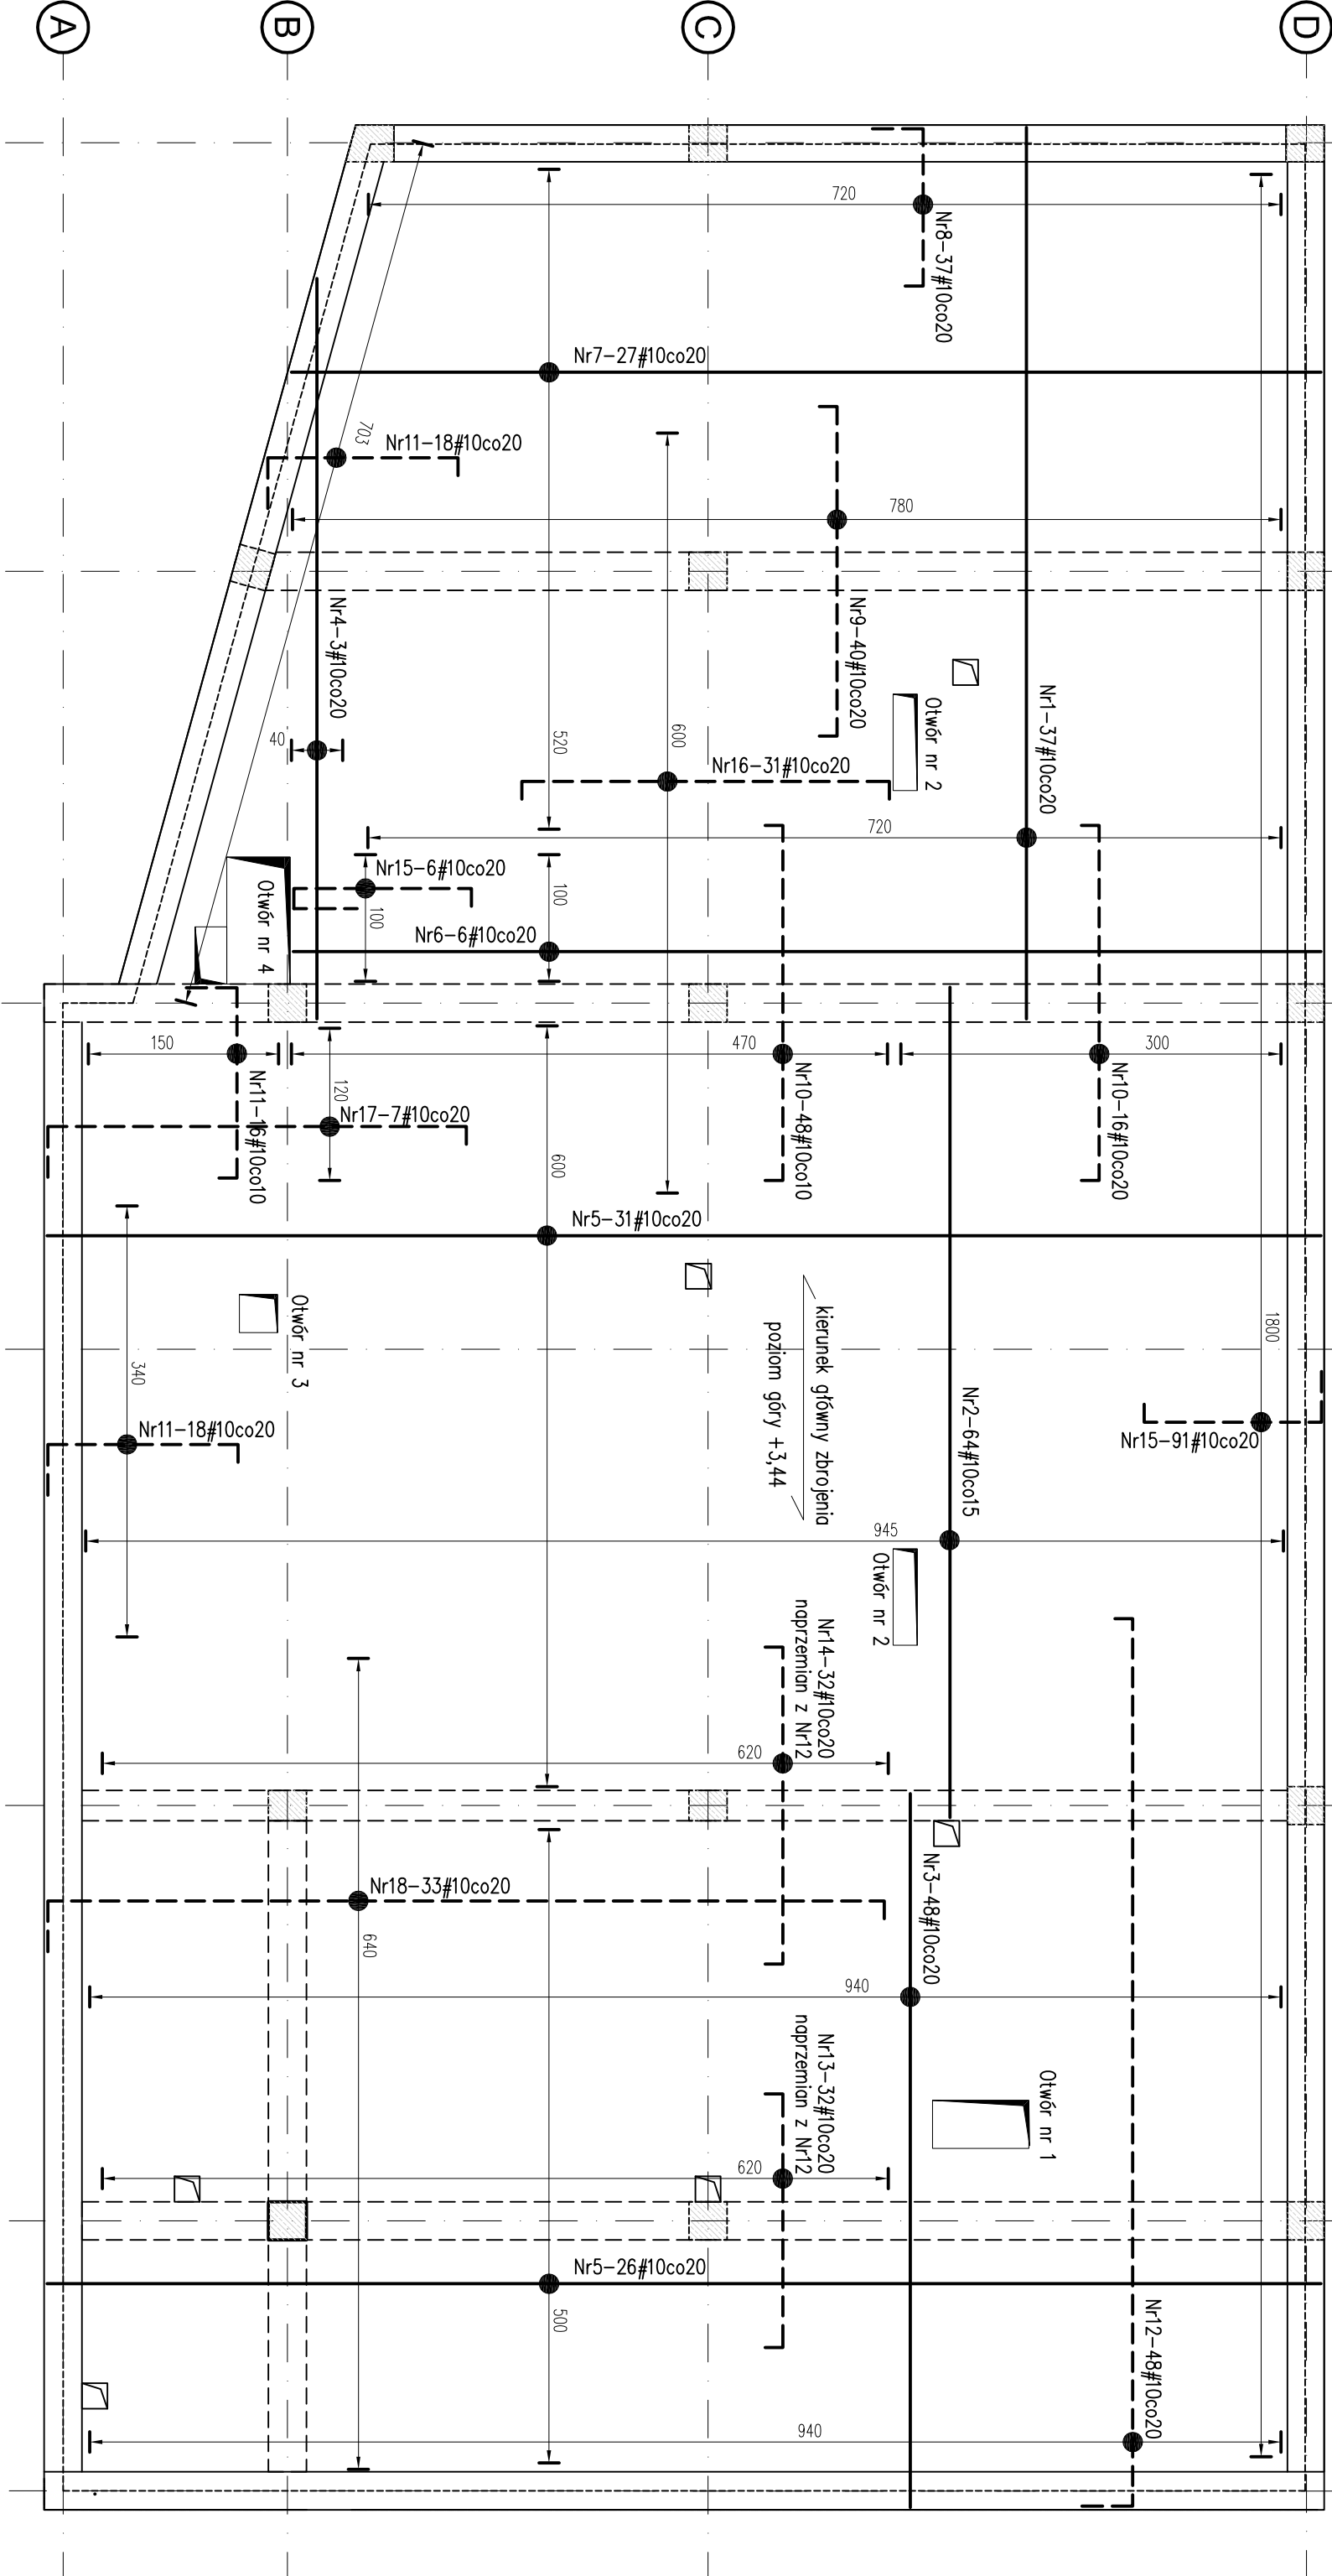 A
B
C
D
720
Nr8-37#10co20
Nr7-27#10co20
703
Nr11-18#10co20
780
Nr9-40#10co20
Nr4-3#10co20
40
520
600
Nr16-31#10co20
Otwór nr 2
Nr1-37#10co20
720
Nr15-6#10co20
100
100
Otwór nr 4
Nr6-6#10co20
150
470
300
Nr11-16#10co10
120
Nr17-7#10co20
Nr10-48#10co10
Nr10-16#10co20
600
Nr5-31#10co20
Otwór nr 3
kierunek główny zbrojenia
poziom góry +3,44
1800
340
Nr11-18#10co20
Nr2-64#10co15
Nr15-91#10co20
945
Otwór nr 2
Nr14-32#10co20
naprzemian z Nr12
620
Nr18-33#10co20
640
Nr3-48#10co20
940
Nr13-32#10co20
naprzemian z Nr12
Otwór nr 1
620
Nr5-26#10co20
500
Nr12-48#10co20
940